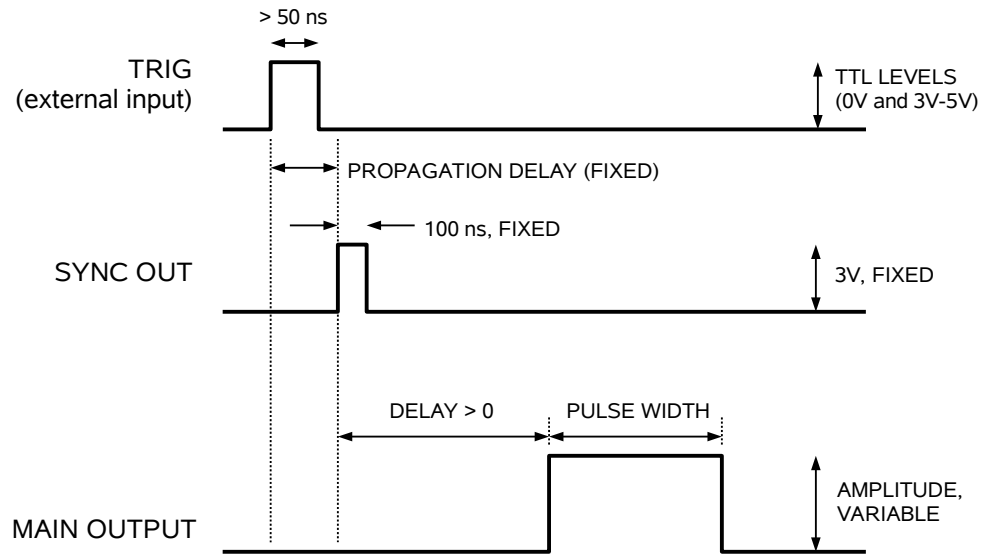 > 50 ns
TRIG
(external input)
TTL LEVELS
(0V and 3V-5V)
PROPAGATION DELAY (FIXED)
100 ns, FIXED
SYNC OUT
3V, FIXED
DELAY > 0
PULSE WIDTH
MAIN OUTPUT
AMPLITUDE,
VARIABLE